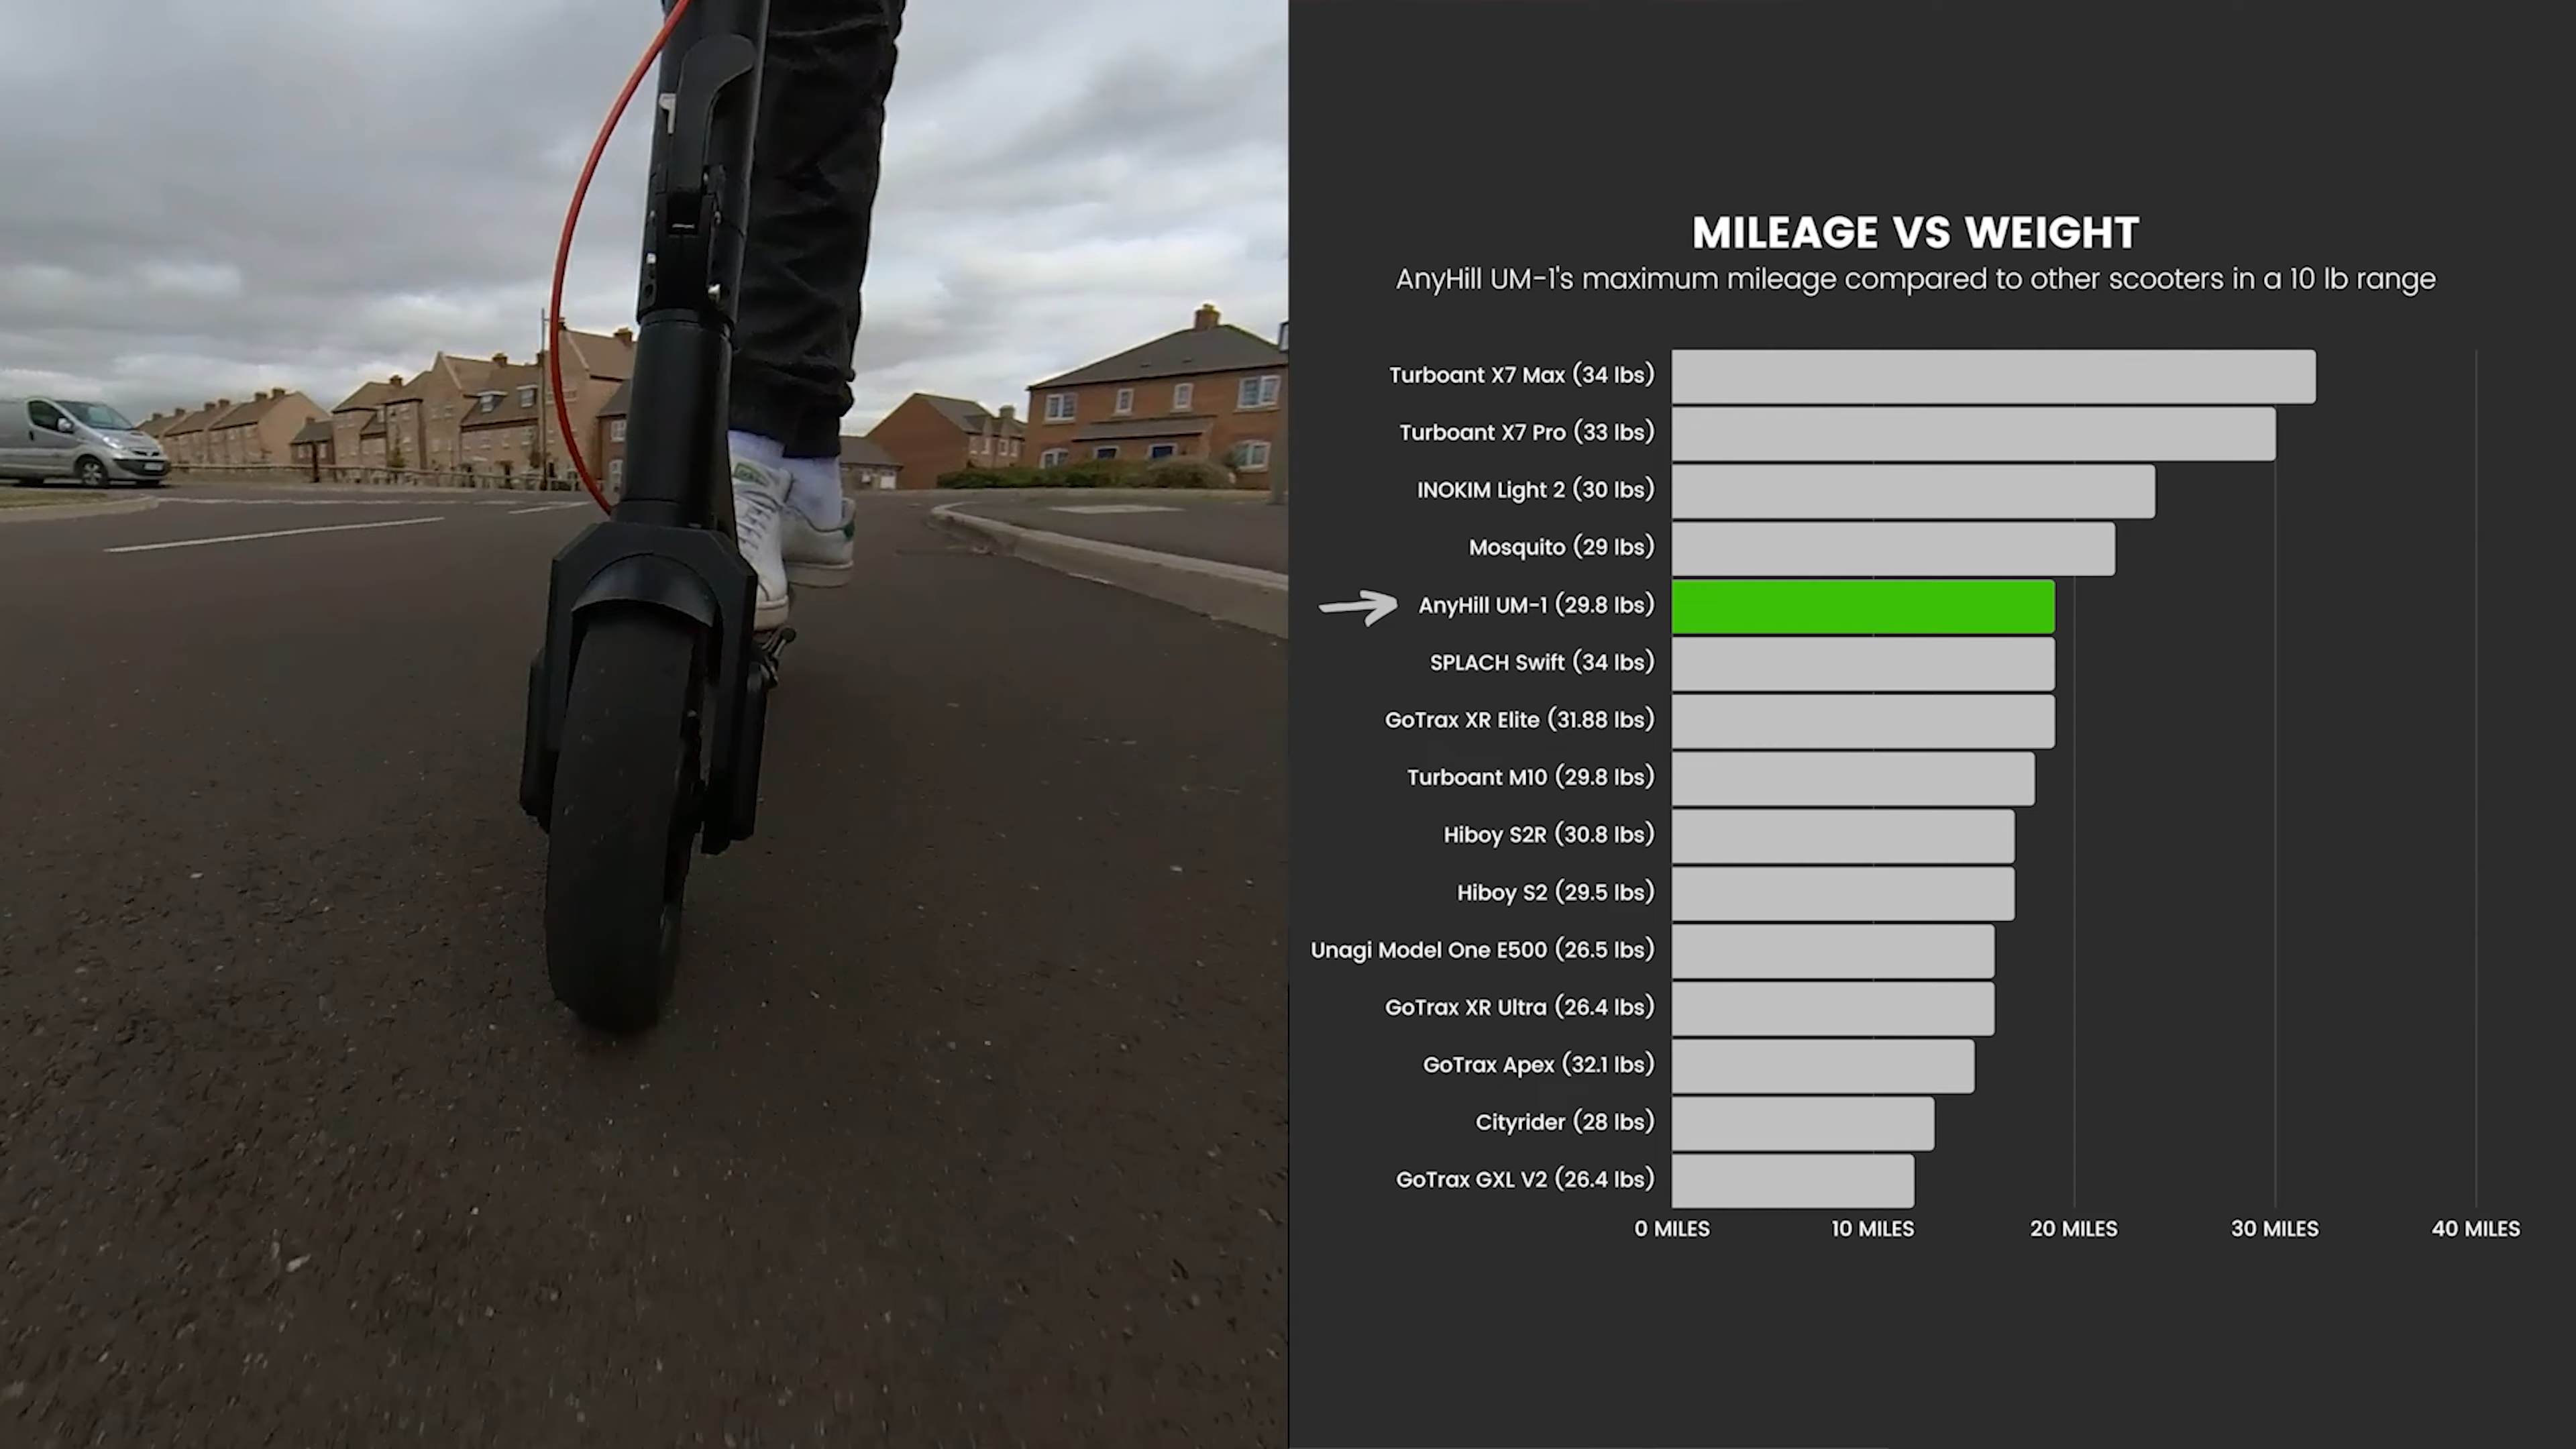 MILEAGE VS WEIGHT
AnyHill UM-1's maximum mileage compared to other scooters in a 10 lb range
Turboant X7 Max (34 lbs)
Turboant X7 Pro (33 lbs)
INOKIM Light 2 (30 lbs)
Mosquito (29 lbs)
AnyHill UM-1 (29.8 lbs)
SPLACH Swift (34 lbs)
GoTrax XR Elite (31.88 lbs)
Turboant M10 (29.8 lbs)
Hiboy S2R (30.8 lbs)
Hiboy S2 (29.5 lbs)
Unagi Model One E500 (26.5 lbs)
GoTrax XR Ultra (26.4 lbs)
GoTrax Apex (32.1 lbs)
Cityrider (28 lbs)
GoTrax GXL V2 (26.4 lbs)
0 MILES 10 MILES 20 MILES 30 MILES 40 MILES